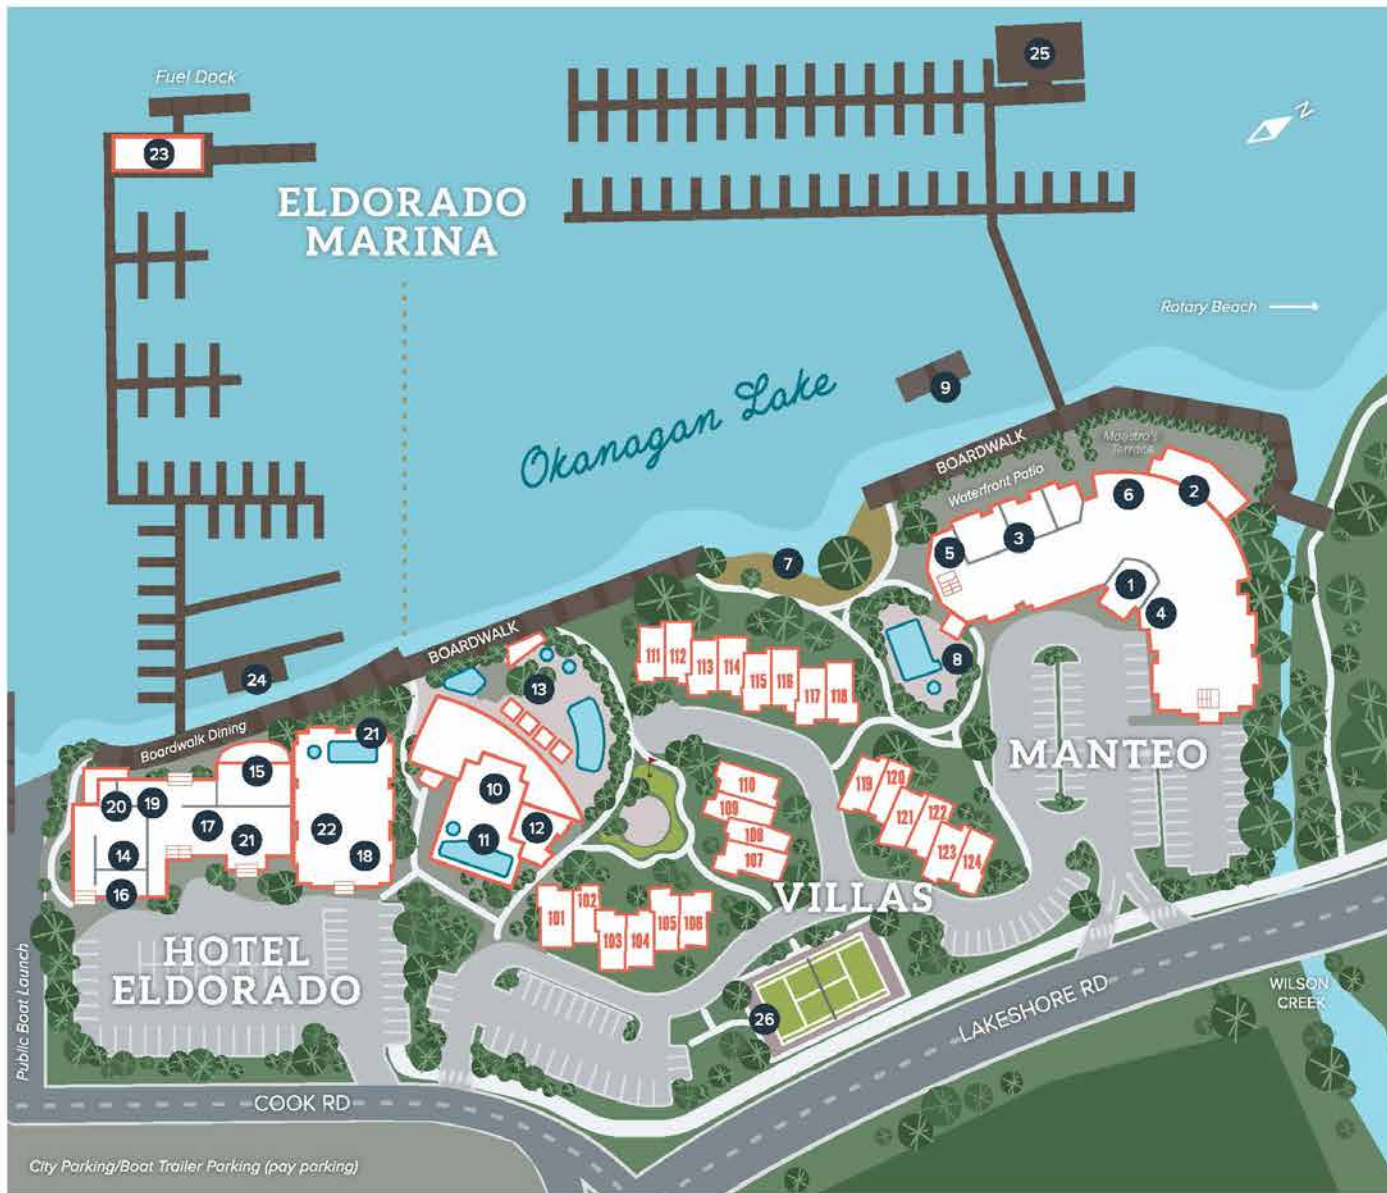 Fuel Dock
25
23
N
ELDORADO
MARINA
Rotary Beach
Okanagan Lake
9
BOARDWALK
Maestro's
Terrace
Waterfront Patio
6
2
3
5
7
1
4
BOARDWALK
8
111
112
113
114
115
116
117
118
13
24
Boardwalk Dining
21
15
20
19
17
21
22
18
14
16
10
11
12
110
109
108
107
119
120
121
122
123
124
MANTEO
VILLAS
101
102
103
104
105
106
HOTEL
ELDORADO
26
LAKESHORE RD
WILSON
CREEK
Public Boat Launch
COOK RD
City Parking/Boat Trailer Parking (pay parking)